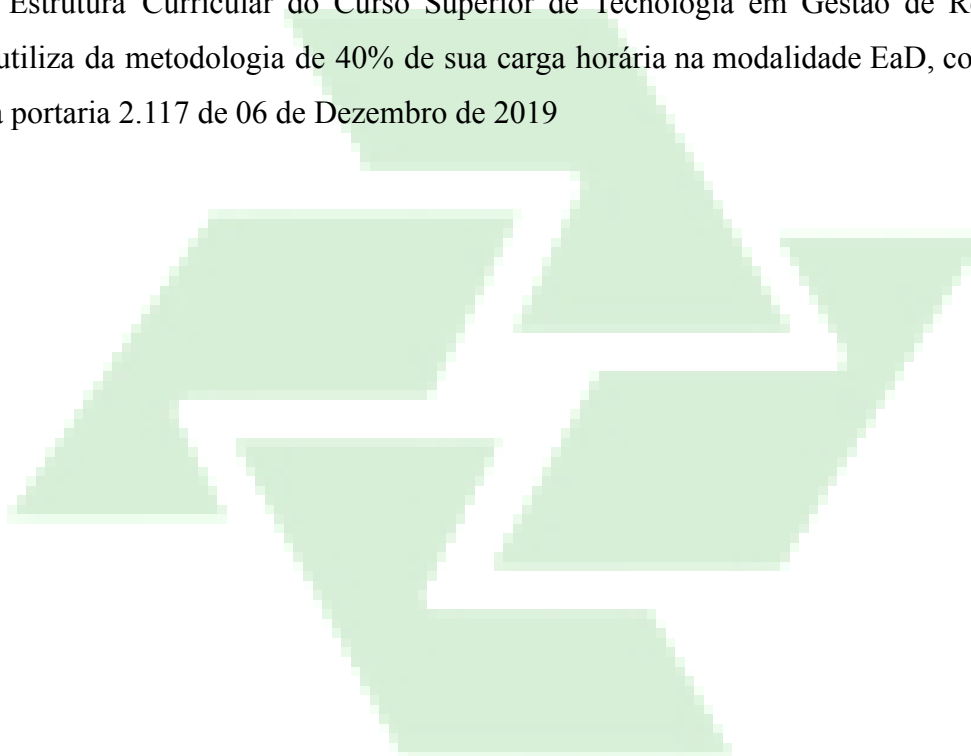 Estrutura Curricular do Curso Superior de Tecnologia em Gestão de
utiliza da metodologia de 40% de sua carga horária na modalidade EaD,
portaria 2.117 de 06 de Dezembro de 2019